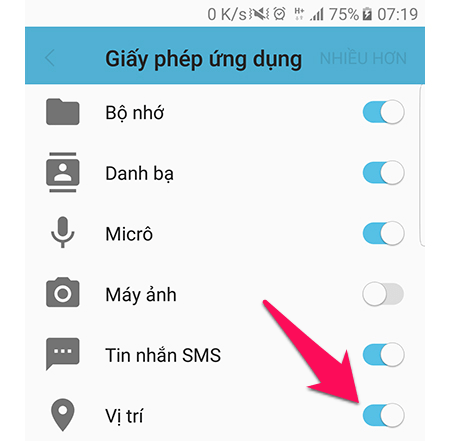 0 K/s H+ 75% 07:19
Giấy phép ứng dụng NHIỀU HƠN
Bộ nhớ
Danh bạ
Micrô
Máy ảnh
Tin nhắn SMS
Vị trí